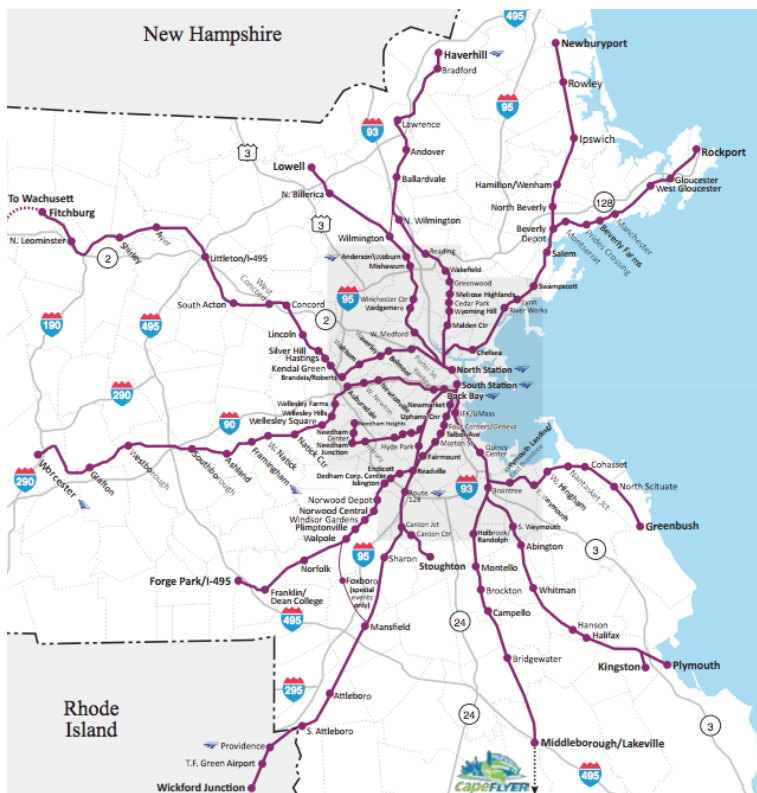 New Hampshire
495
Haverhill
Bradford
Newburyport
Rowley
95
93
3
Lawrence
Andover
Ballardvale
Ipswich
Rockport
Gloucester
West Gloucester
Hamilton/Wenham
128
Lowell
N. Billerica
To Wachusett
Fitchburg
North Beverly
Manchester
Beverly Farms
Prides Crossing
Montserrat
Beverly
Depot
3
N. Wilmington
Wilmington
N. Leominster
2
Shirley
Ayer
Littleton/I-495
Reading
Salem
Anderson/Woburn
Mishawum
Wakefield
Greenwood
Melrose Highlands
Cedar Park
Wyoming Hill
Malden Ctr
Swampscott
Lynn
River Works
95
Winchester Ctr
Wedgemere
West
Concord
South Acton
Concord
2
190
495
W. Medford
Lincoln
Silver Hill
Hastings
Kendal Green
Brandeis/Roberts
Waltham
Waverley
Belmont
Porter Sq
Chelsea
North Station
South Station
Back Bay
290
Yawkey
Newtonville
W. Newton
Auburndale
Wellesley Farms
Wellesley Hills
Wellesley Square
90
Newmarket
Uphams Cnr
JFK/UMass
Four Corners/Geneva
Talbot Ave
Morton St
Needham Heights
Needham
Center
Needham
Junction
Hyde Park
Quincy
Center
Fairmount
Readville
Endicott
Dedham Corp. Center
Islington
Weymouth Landing/
East Braintree
Cohasset
Nantasket Jct
North Scituate
W. Hingham
E. Weymouth
Greenbush
Braintree
93
290
Worcester
Grafton
Westborough
Southborough
Ashland
Framingham
W. Natick
Natick Ctr
Norwood Depot
Norwood Central
Windsor Gardens
Plimptonville
Walpole
Route
128
Canton Jct
Canton Ctr
S. Weymouth
Abington
Holbrook/
Randolph
3
95
Sharon
Stoughton
Norfolk
Forge Park/I-495
Franklin/
Dean College
Foxboro
(special
events
only)
Montello
Brockton
Campello
Whitman
Hanson
Halifax
495
24
Mansfield
Bridgewater
Kingston
Plymouth
Rhode
Island
295
Attleboro
S. Attleboro
24
3
Providence
T.F. Green Airport
Wickford Junction
Middleborough/Lakeville
CapeFLYER
495